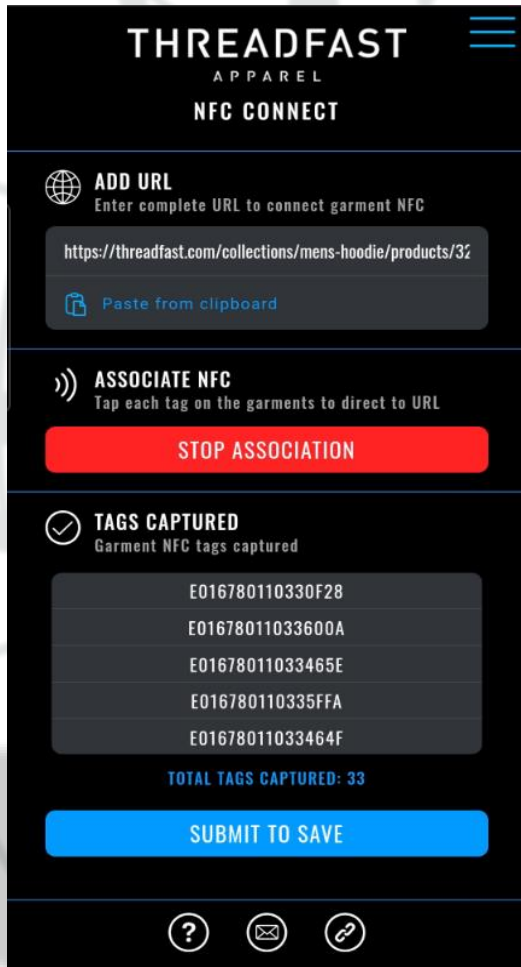 THREADFAST
APPAREL
NFC CONNECT
ADD URL
Enter complete URL to connect garment NFC
https://threadfast.com/collections/mens-hoodie/products/32
Paste from clipboard
ASSOCIATE NFC
Tap each tag on the garments to direct to URL
STOP ASSOCIATION
TAGS CAPTURED
Garment NFC tags captured
E016780110330F28
E01678011033600A
E01678011033465E
E016780110335FFA
E01678011033464F
TOTAL TAGS CAPTURED: 33
SUBMIT TO SAVE
?